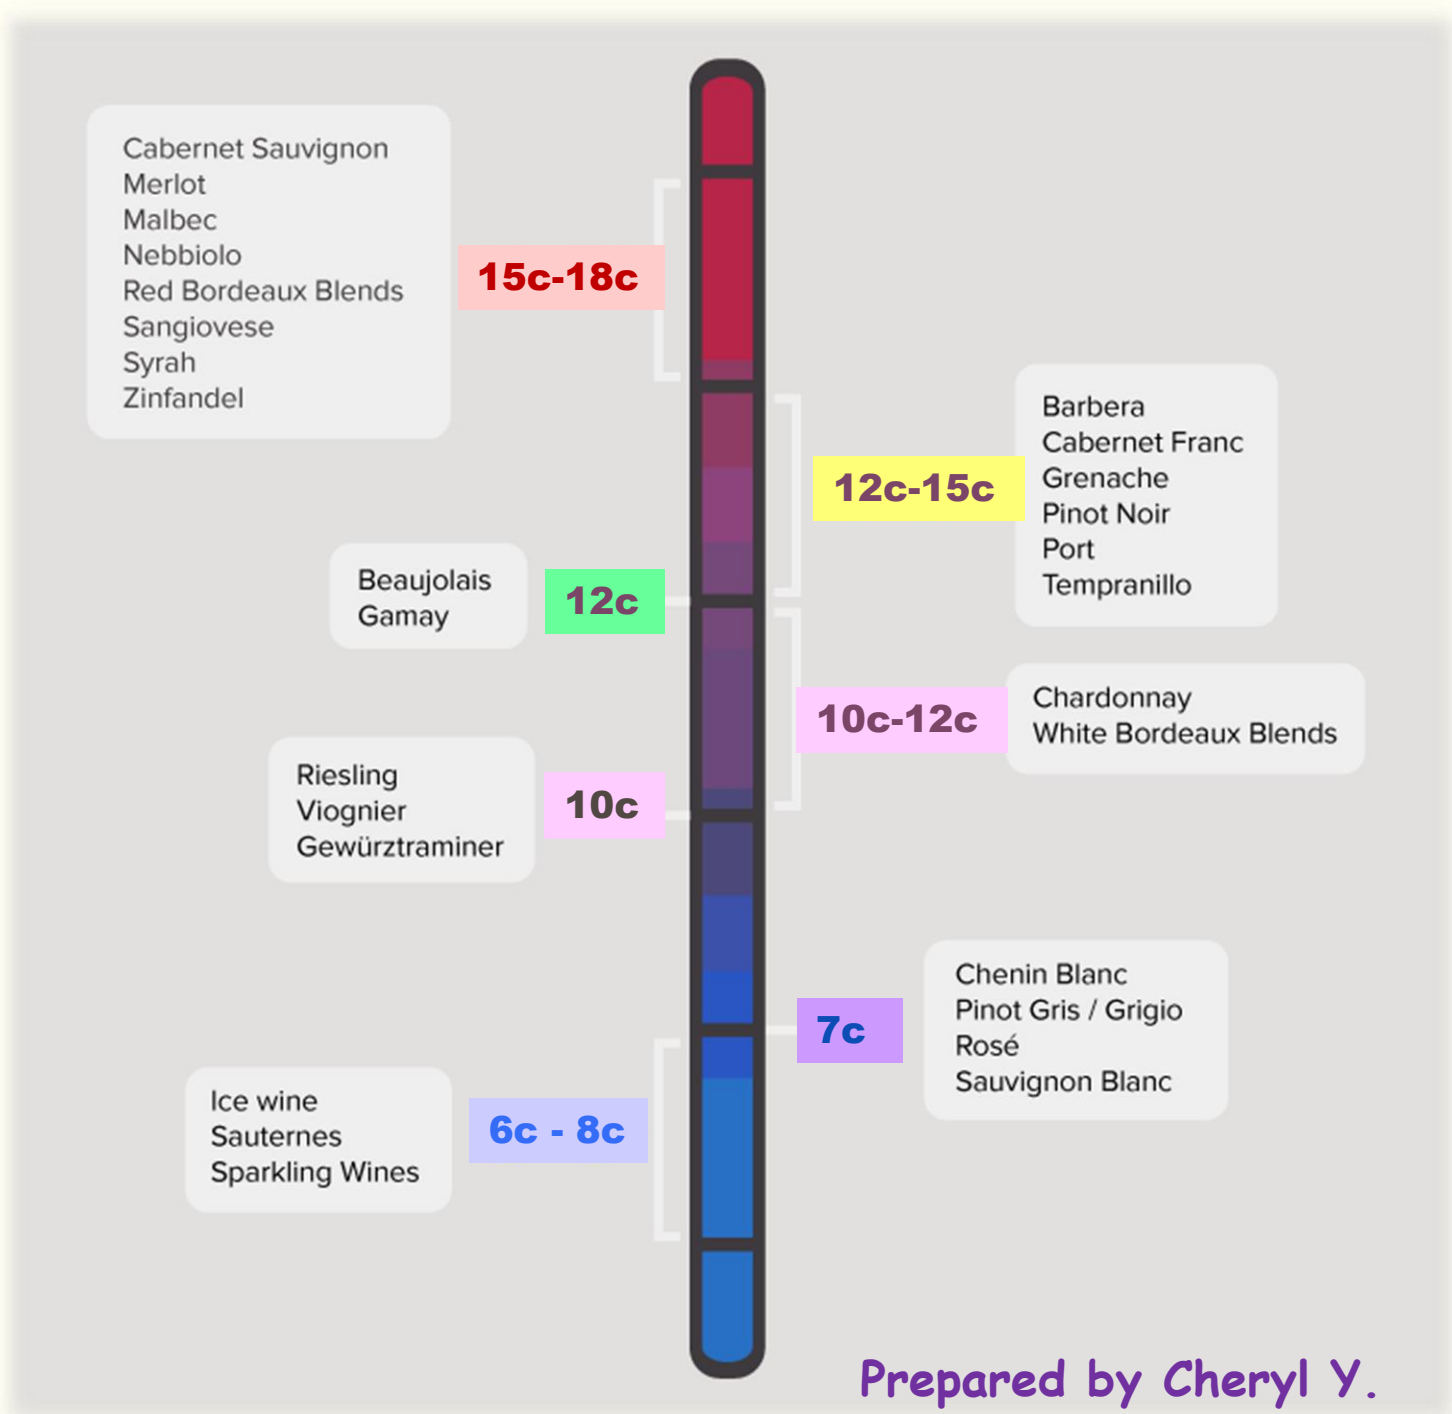 Cabernet Sauvignon
Merlot
Malbec
Nebbiolo
Red Bordeaux Blends
Sangiovese
Syrah
Zinfandel
15c-18c
Barbera
Cabernet Franc
Grenache
Pinot Noir
Port
Tempranillo
12c-15c
Beaujolais
Gamay
12c
Chardonnay
White Bordeaux Blends
10c-12c
Riesling
Viognier
Gewürztraminer
10c
Chenin Blanc
Pinot Gris / Grigio
Rosé
Sauvignon Blanc
7c
Ice wine
Sauternes
Sparkling Wines
6c - 8c
Prepared by Cheryl Y.